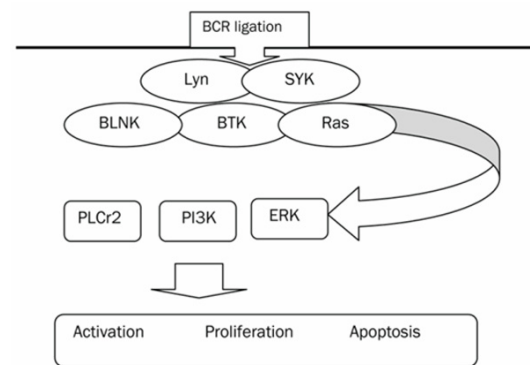 BCR ligation
Lyn SYK
BLNK BTK Ras
PLCr2 PI3K ERK
Activation Proliferation Apoptosis